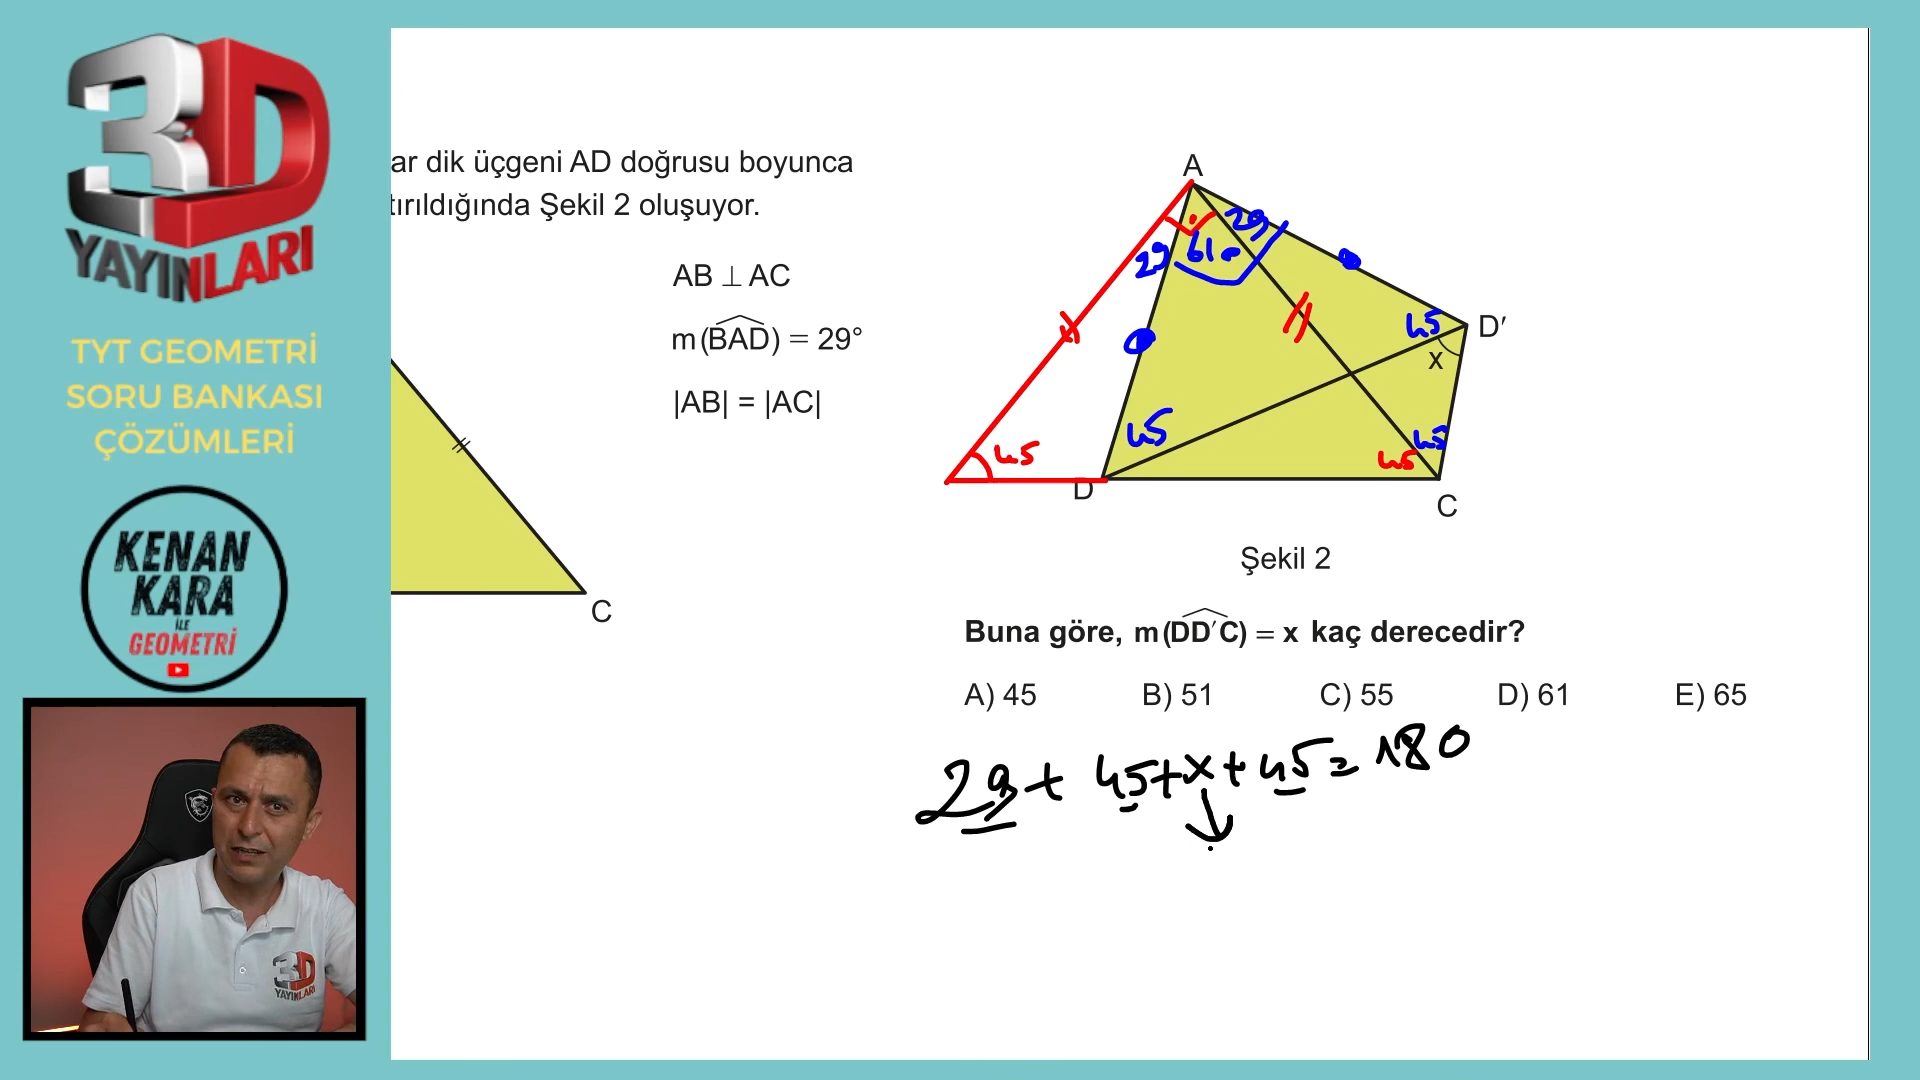 3D
YAYINLARI
TYT GEOMETRİ
SORU BANKASI
ÇÖZÜMLERİ
KENAN
KARA
İLE
GEOMETRİ
3D
YAYINLARI
ar dik üçgeni AD doğrusu boyunca
tırıldığında Şekil 2 oluşuyor.
AB ⊥ AC
m(BAD) = 29°
|AB| = |AC|
C
A
29
29 61
45
D′
x
45
45
45
45
D
C
Şekil 2
Buna göre, m(DD′C) = x kaç derecedir?
A) 45 B) 51 C) 55 D) 61 E) 65
29 + 45 + x + 45 = 180